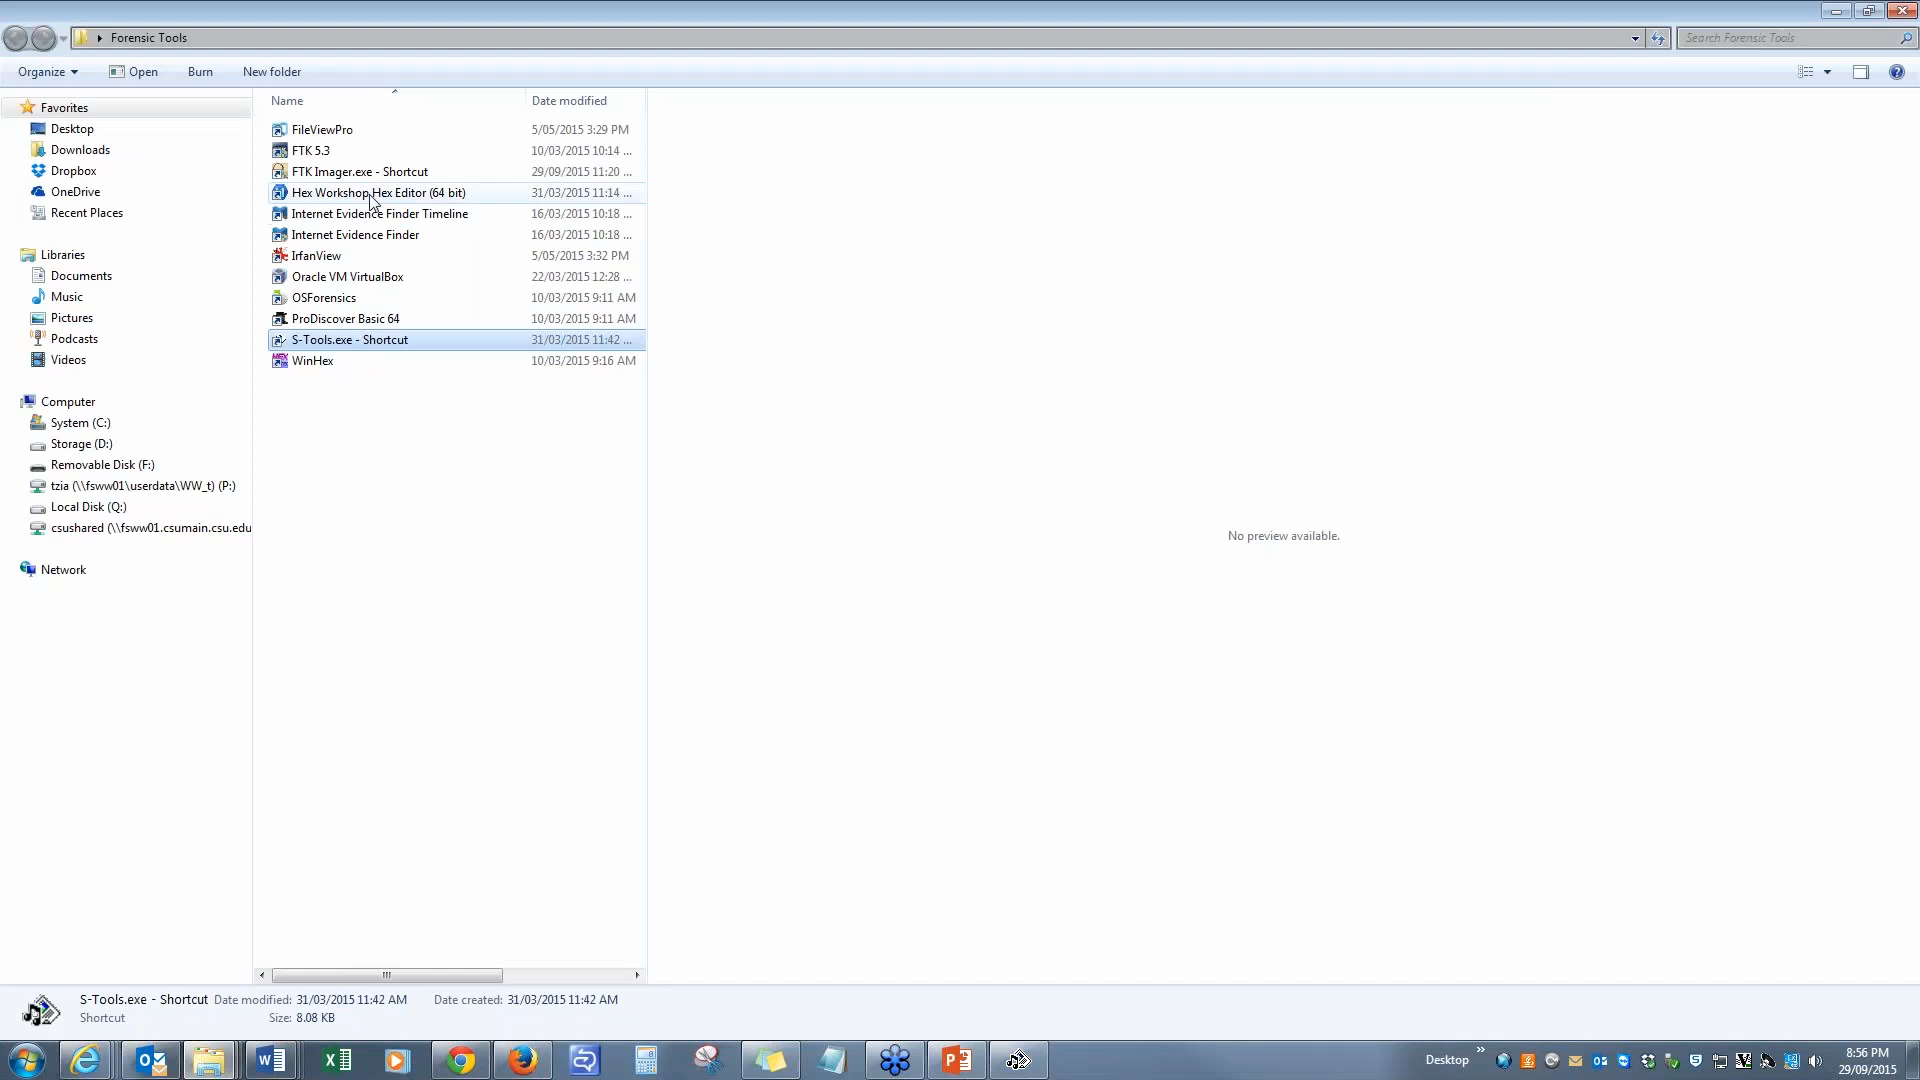 Forensic Tools
Search Forensic Tools
Organize Open Burn New folder
Name Date modified
Favorites
Desktop
Downloads
Dropbox
OneDrive
Recent Places
Libraries
Documents
Music
Pictures
Podcasts
Videos
Computer
System (C:)
Storage (D:)
Removable Disk (F:)
tzia (\\fsww01\userdata\WW_t) (P:)
Local Disk (Q:)
csushared (\\fsww01.csumain.csu.edu
Network
FileViewPro 5/05/2015 3:29 PM
FTK 5.3 10/03/2015 10:14 ...
FTK Imager.exe - Shortcut 29/09/2015 11:20 ...
Hex Workshop Hex Editor (64 bit) 31/03/2015 11:14 ...
Internet Evidence Finder Timeline 16/03/2015 10:18 ...
Internet Evidence Finder 16/03/2015 10:18 ...
IrfanView 5/05/2015 3:32 PM
Oracle VM VirtualBox 22/03/2015 12:28 ...
OSForensics 10/03/2015 9:11 AM
ProDiscover Basic 64 10/03/2015 9:11 AM
S-Tools.exe - Shortcut 31/03/2015 11:42 ...
WinHex 10/03/2015 9:16 AM
No preview available.
S-Tools.exe - Shortcut Date modified: 31/03/2015 11:42 AM Date created: 31/03/2015 11:42 AM
Shortcut Size: 8.08 KB
Desktop
8:56 PM
29/09/2015